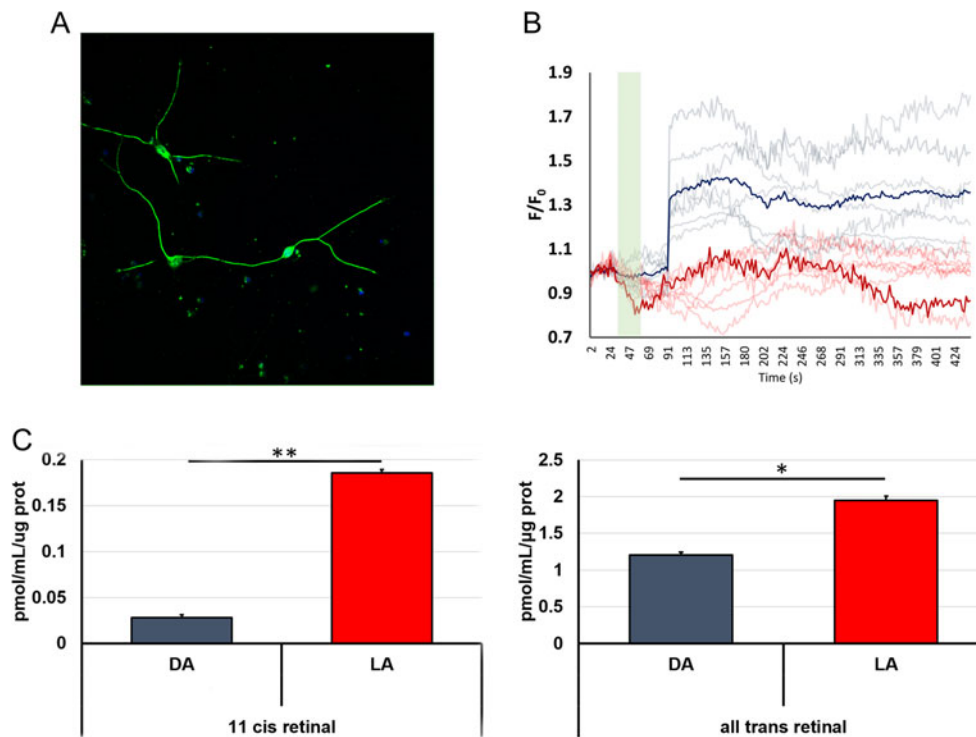 A
B
1.9
1.7
1.5
1.3
1.1
0.9
0.7
F/F0
2 24 47 69 91 113 135 157 180 202 224 246 268 291 313 335 357 379 401 424
Time (s)
C
0.2
0.15
0.1
0.05
0
pmol/mL/ug prot
**
DA LA
11 cis retinal
2.5
2
1.5
1
0.5
0
pmol/mL/µg prot
*
DA LA
all trans retinal